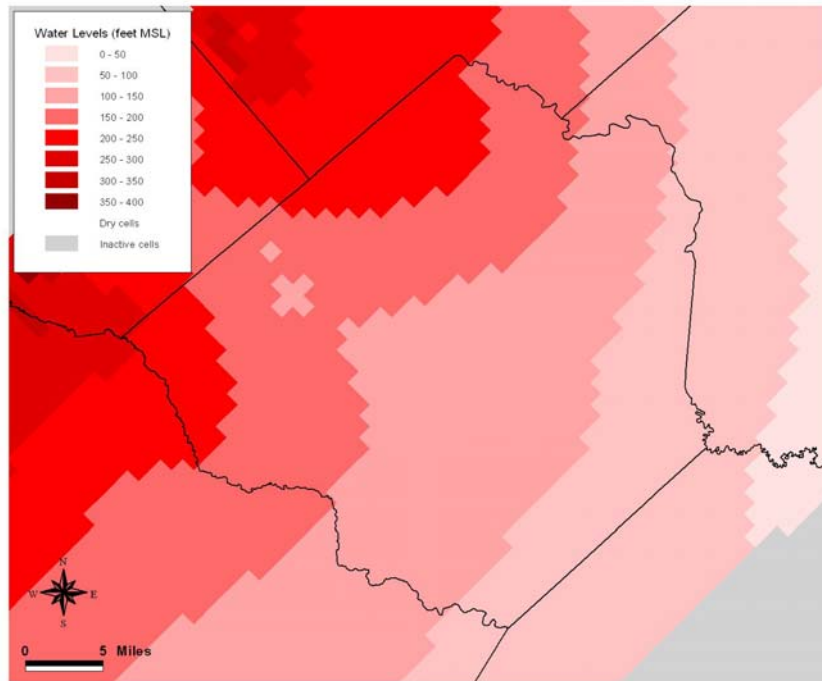 Water Levels (feet MSL)
0 - 50
50 - 100
100 - 150
150 - 200
200 - 250
250 - 300
300 - 350
350 - 400
Dry cells
Inactive cells
N
W E
S
0 5 Miles